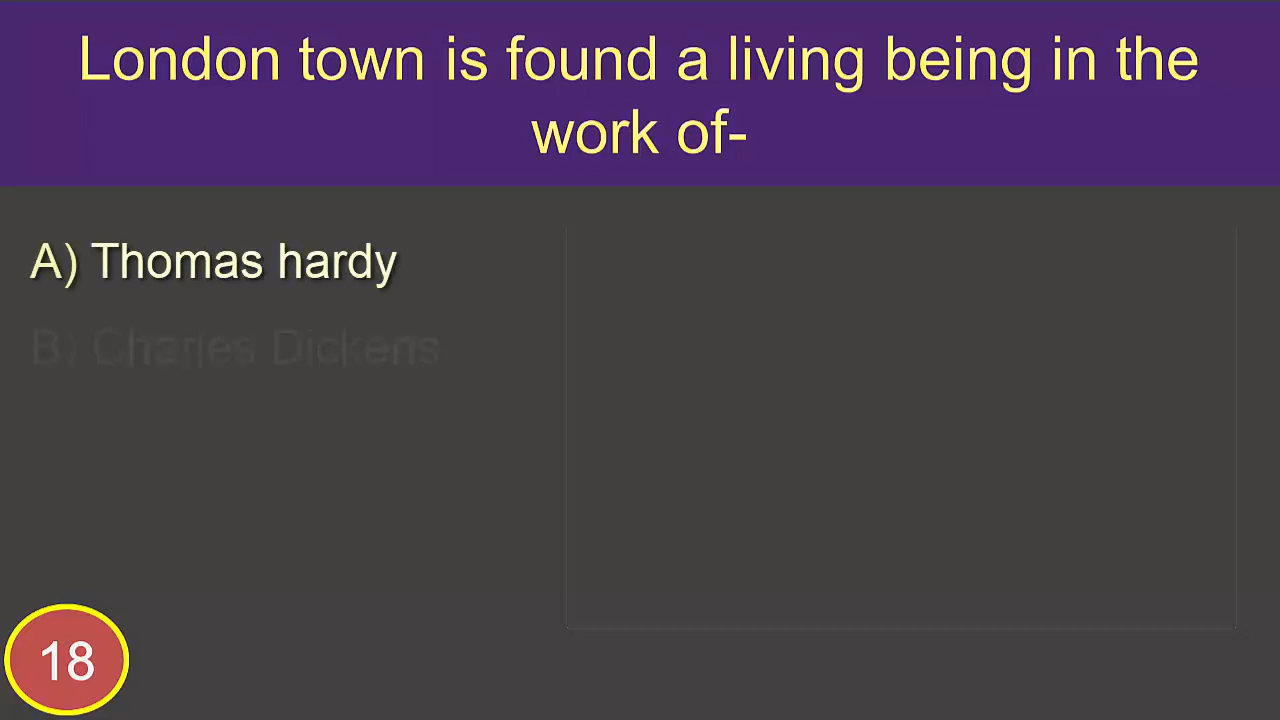 London town is found a living being in the
work of-
A) Thomas hardy
B) Charles Dickens
18